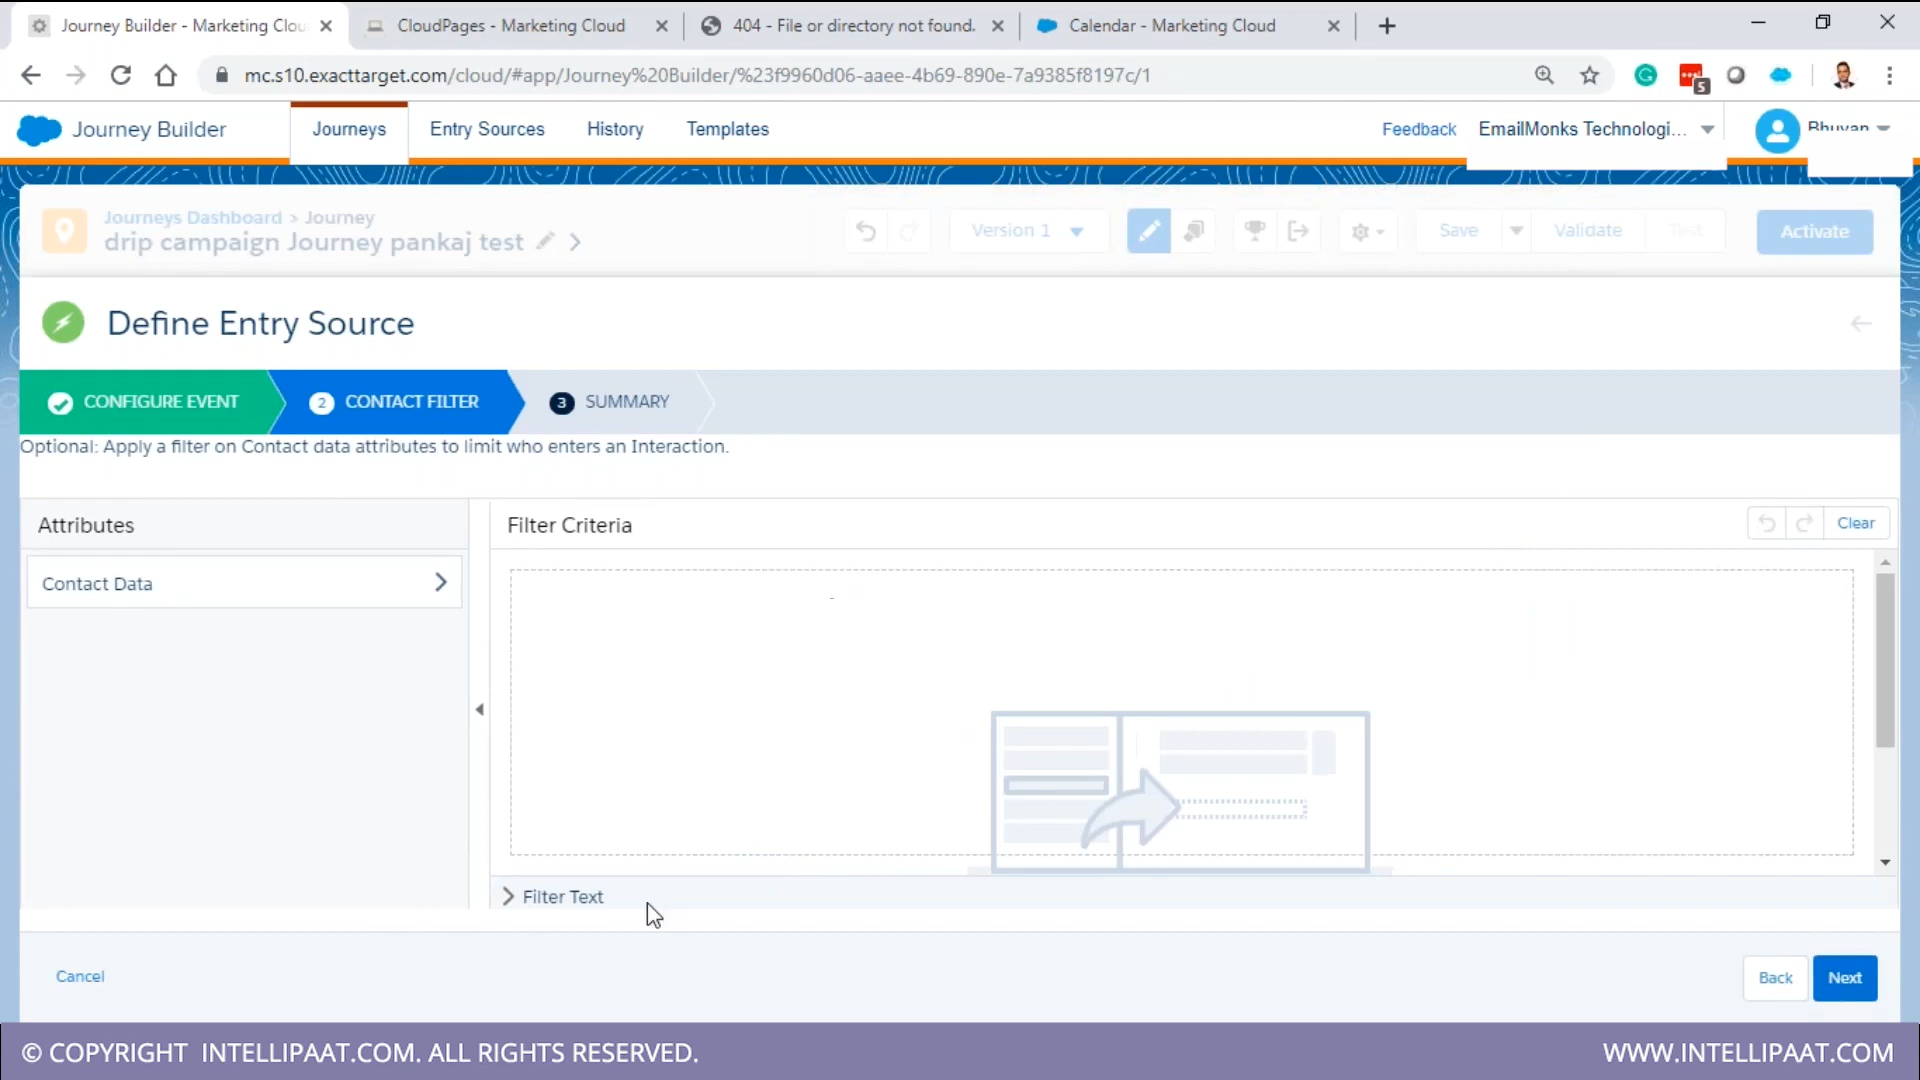 Journey Builder - Marketing Clou
CloudPages - Marketing Cloud
404 - File or directory not found.
Calendar - Marketing Cloud
mc.s10.exacttarget.com/cloud/#app/Journey%20Builder/%23f9960d06-aaee-4b69-890e-7a9385f8197c/1
5
Journey Builder
Journeys
Entry Sources
History
Templates
Feedback
EmailMonks Technologi...
Bhuvan
Journeys Dashboard > Journey
drip campaign Journey pankaj test
Version 1
Save
Validate
Test
Activate
Define Entry Source
CONFIGURE EVENT
2 CONTACT FILTER
3 SUMMARY
Optional: Apply a filter on Contact data attributes to limit who enters an Interaction.
Attributes
Filter Criteria
Clear
Contact Data
Filter Text
Cancel
Back
Next
© COPYRIGHT INTELLIPAAT.COM. ALL RIGHTS RESERVED.
WWW.INTELLIPAAT.COM